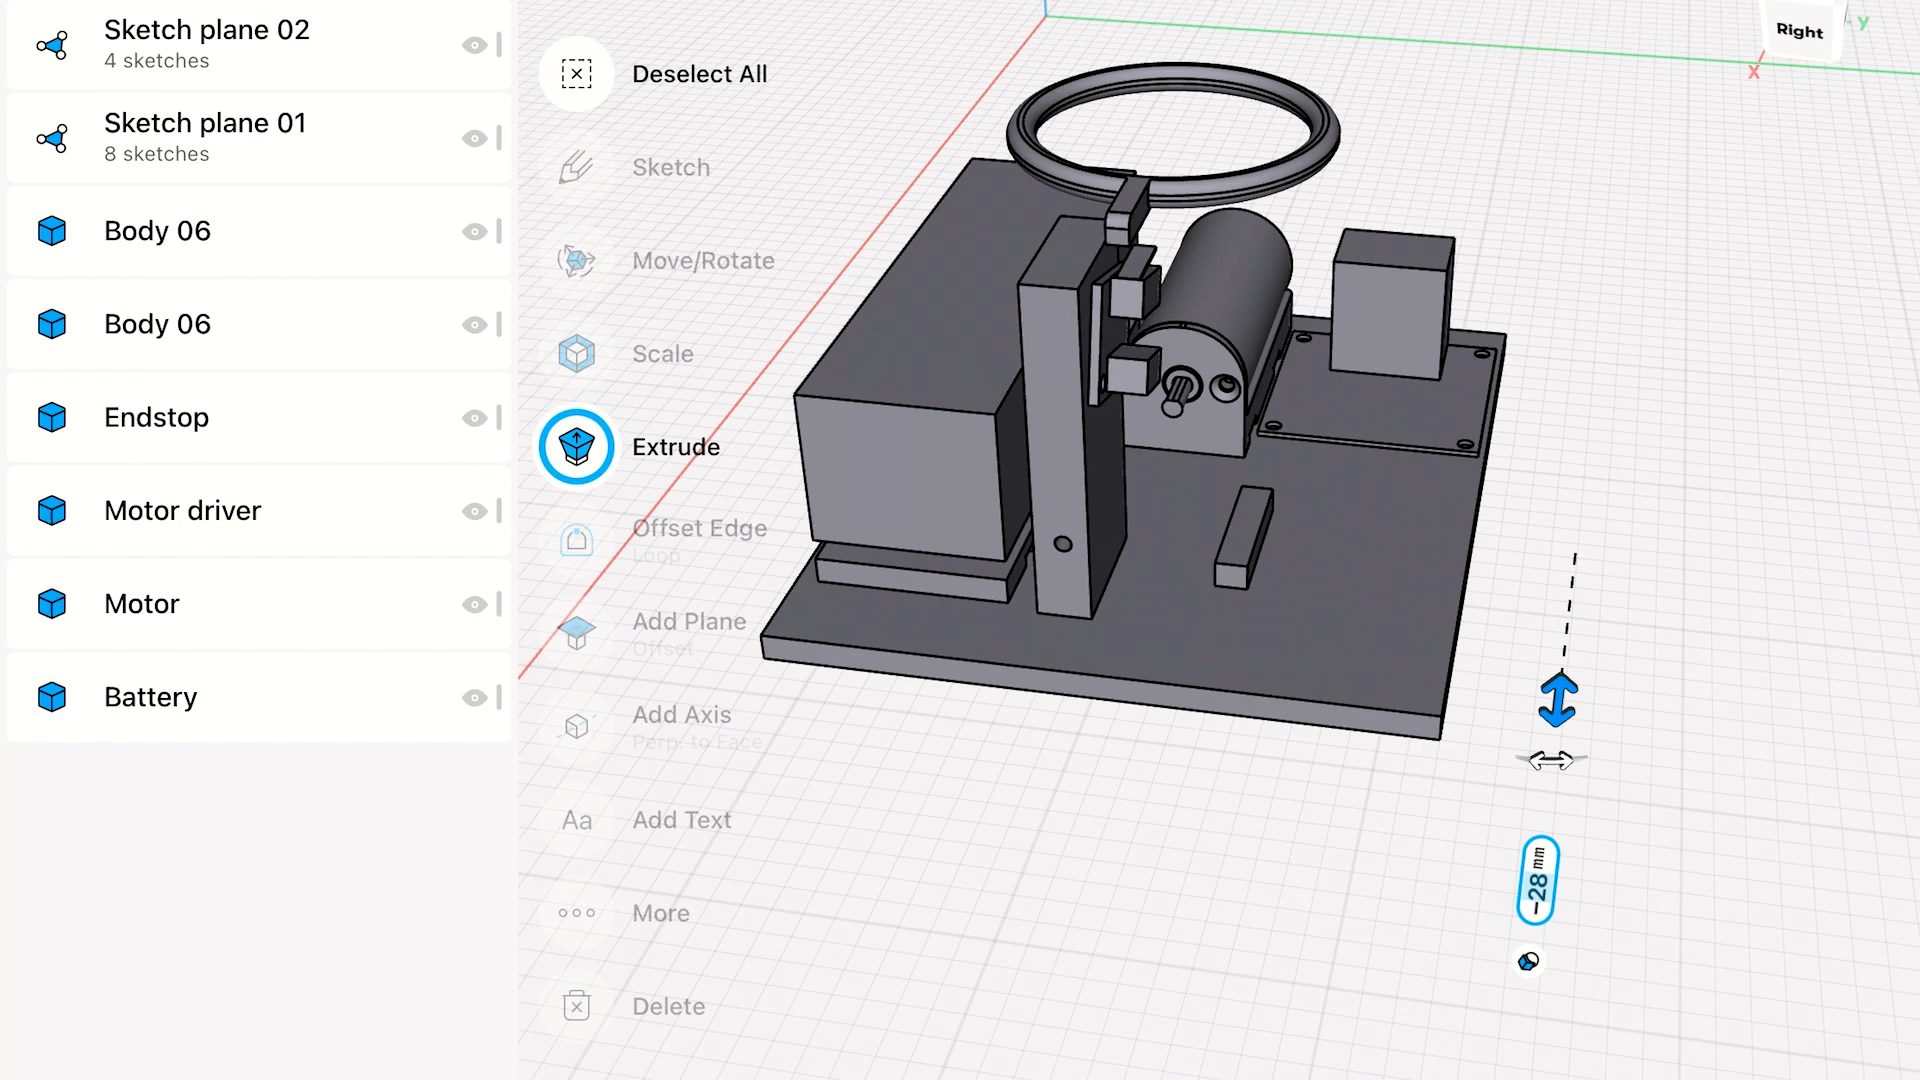 Sketch plane 02
4 sketches
Sketch plane 01
8 sketches
Body 06
Body 06
Endstop
Motor driver
Motor
Battery
Deselect All
Sketch
Move/Rotate
Scale
Extrude
Offset Edge
Loop
Add Plane
Offset
Add Axis
Perp. to Face
Aa Add Text
More
Delete
Right
y
x
-28 mm